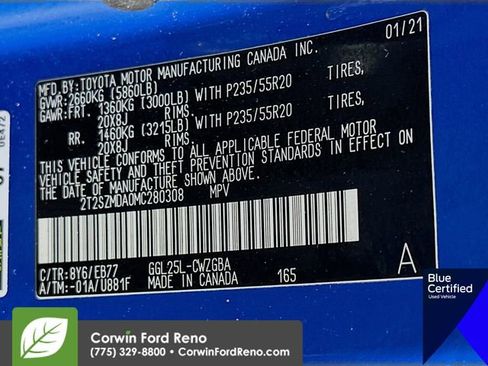 MFD.BY:TOYOTA MOTOR MANUFACTURING CANADA INC. 01/21
GVWR:2660KG (5860LB)
GAWR:FRT. 1360KG (3000LB) WITH P235/55R20 TIRES,
20X8J RIMS.
RR. 1460KG (3215LB) WITH P235/55R20 TIRES,
20X8J RIMS.
THIS VEHICLE CONFORMS TO ALL APPLICABLE FEDERAL MOTOR
VEHICLE SAFETY AND THEFT PREVENTION STANDARDS IN EFFECT ON
THE DATE OF MANUFACTURE SHOWN ABOVE.
2T2SZMDA0MC280308 MPV
C/TR:8Y6/EB77 GGL25L-CWZGBA
A/TM:-01A/U881F MADE IN CANADA 165 A
Blue
Certified
Used Vehicle
Corwin Ford Reno
(775) 329-8800 • CorwinFordReno.com